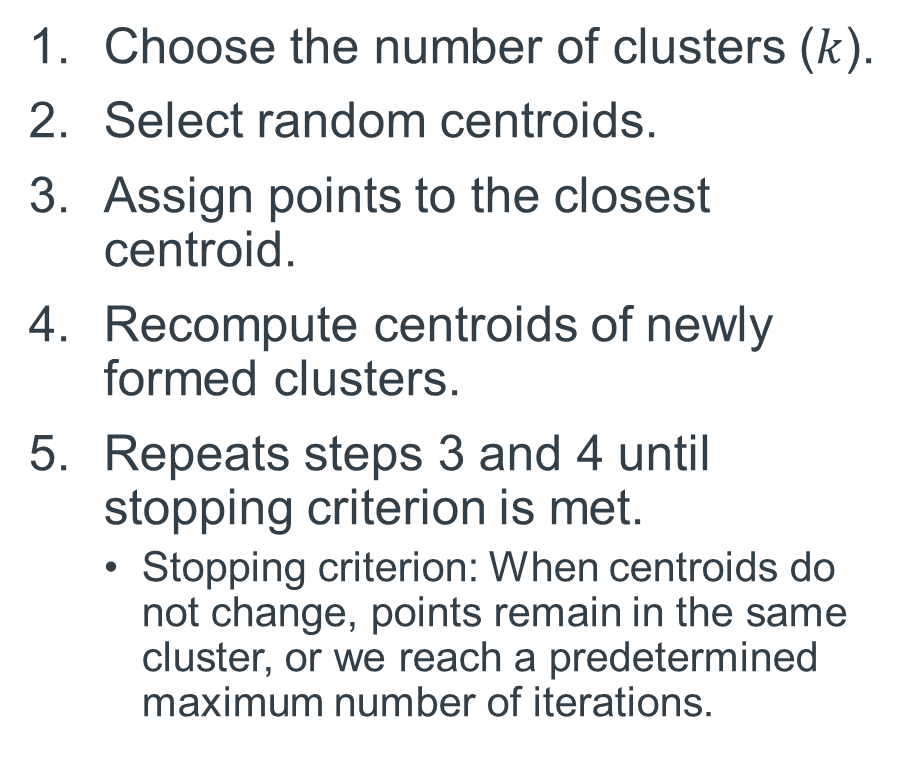 1. Choose the number of clusters (k).
2. Select random centroids.
3. Assign points to the closest
centroid.
4. Recompute centroids of newly
formed clusters.
5. Repeats steps 3 and 4 until
stopping criterion is met.
• Stopping criterion: When centroids do
not change, points remain in the same
cluster, or we reach a predetermined
maximum number of iterations.